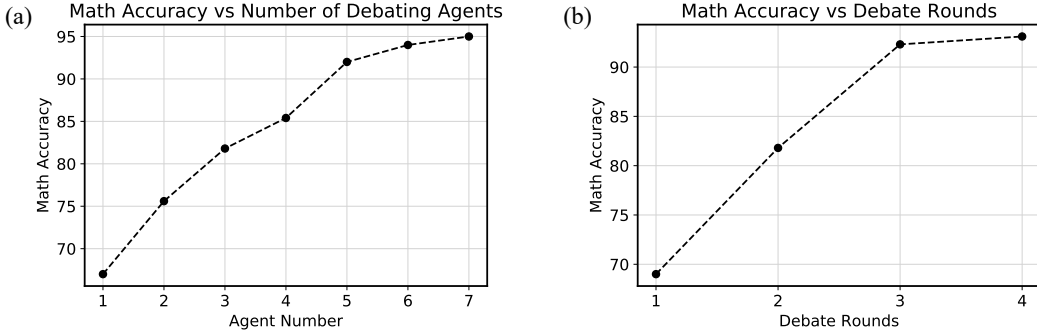 (a)
Math Accuracy vs Number of Debating Agents
95
90
85
80
75
70
Math Accuracy
1 2 3 4 5 6 7
Agent Number
(b)
Math Accuracy vs Debate Rounds
90
85
80
75
70
Math Accuracy
1 2 3 4
Debate Rounds